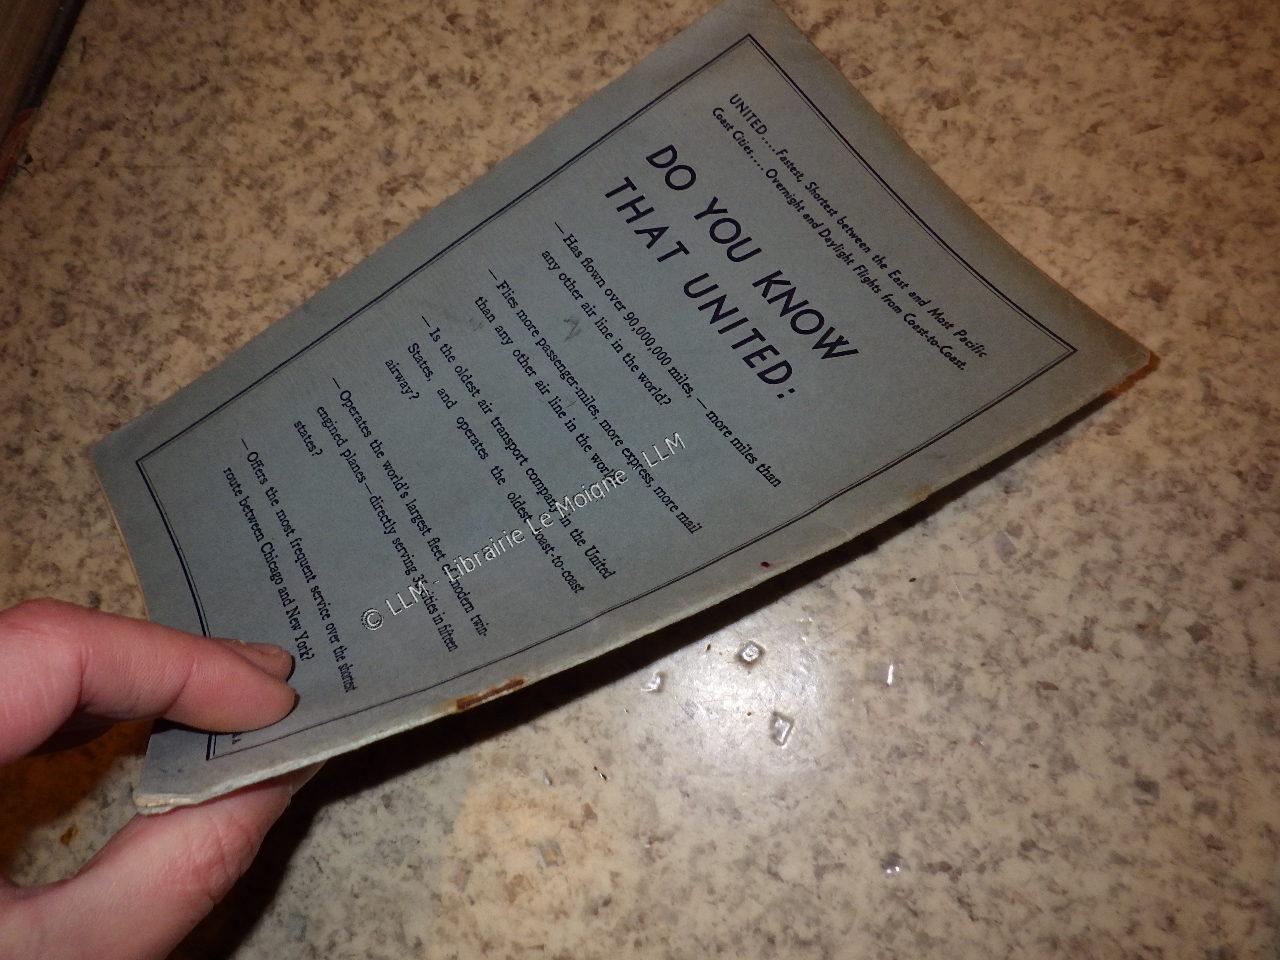 UNITED....Fastest, Shortest between the East and Most Pacific
Coast Cities....Overnight and Daylight Flights from Coast-to-Coast.
DO YOU KNOW
THAT UNITED:
—Has flown over 90,000,000 miles, — more miles than
any other air line in the world?
—Flies more passenger-miles, more express, more mail
than any other air line in the world?
—Is the oldest air transport company in the United
States, and operates the oldest coast-to-coast
airway?
—Operates the world's largest fleet of modern twin-
engined planes—directly serving cities in fifteen
states?
—Offers the most frequent service over the shortest
route between Chicago and New York?
© LLM - Librairie Le Moigne - LLM